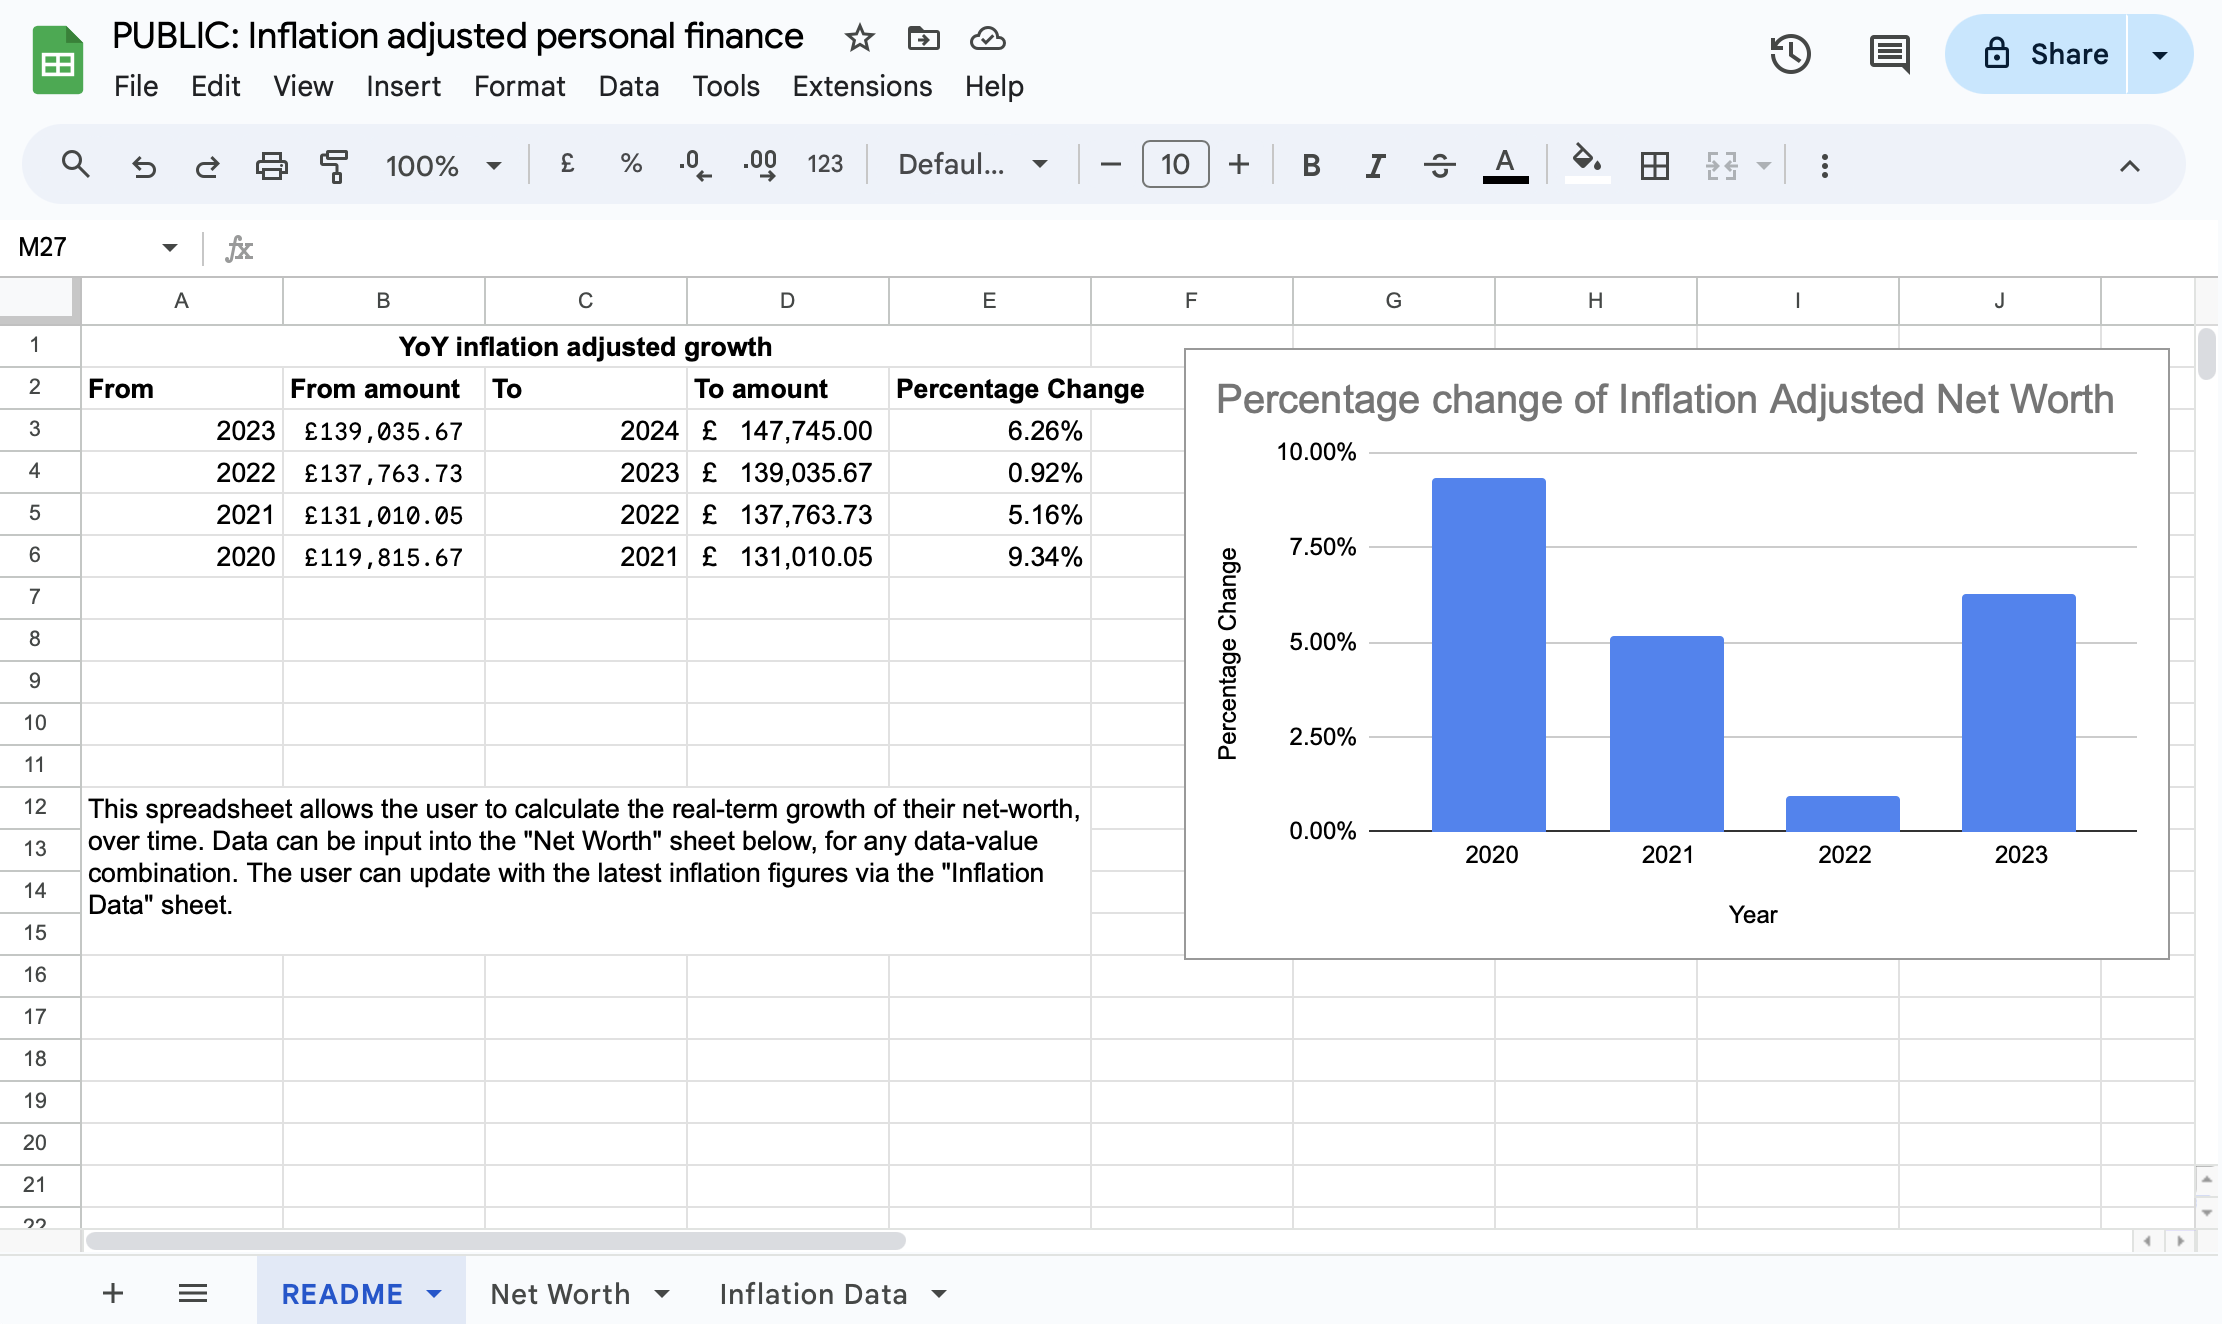 PUBLIC: Inflation adjusted personal finance
File Edit View Insert Format Data Tools Extensions Help
Share
100% £ % .0 .00 123 Defaul... 10 B I S A
M27 fx
A B C D E F G H I J
1 YoY inflation adjusted growth
2 From From amount To To amount Percentage Change
3 2023 £139,035.67 2024 £ 147,745.00 6.26%
4 2022 £137,763.73 2023 £ 139,035.67 0.92%
5 2021 £131,010.05 2022 £ 137,763.73 5.16%
6 2020 £119,815.67 2021 £ 131,010.05 9.34%
7
8
9
10
11
12
13
14
15
This spreadsheet allows the user to calculate the real-term growth of their net-worth,
over time. Data can be input into the "Net Worth" sheet below, for any data-value
combination. The user can update with the latest inflation figures via the "Inflation
Data" sheet.
16
17
18
19
20
21
22
Percentage change of Inflation Adjusted Net Worth
Percentage Change
10.00%
7.50%
5.00%
2.50%
0.00%
2020 2021 2022 2023
Year
README Net Worth Inflation Data